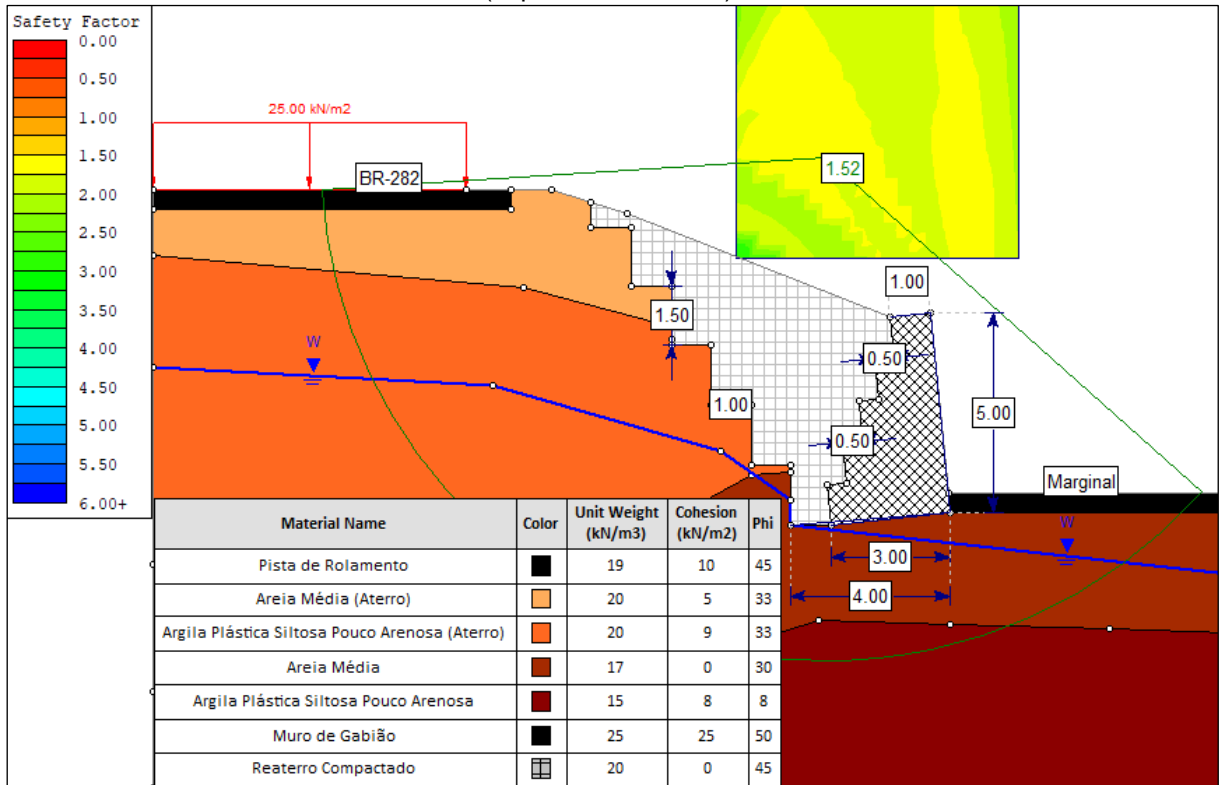 Safety Factor
0.00
0.50
1.00
1.50
2.00
2.50
3.00
3.50
4.00
4.50
5.00
5.50
6.00+
25.00 kN/m2
BR-282
1.52
1.00
1.50
0.50
W
1.00
5.00
0.50
Marginal
W
3.00
4.00
Material Name Color Unit Weight (kN/m3) Cohesion (kN/m2) Phi
Pista de Rolamento 19 10 45
Areia Média (Aterro) 20 5 33
Argila Plástica Siltosa Pouco Arenosa (Aterro) 20 9 33
Areia Média 17 0 30
Argila Plástica Siltosa Pouco Arenosa 15 8 8
Muro de Gabião 25 25 50
Reaterro Compactado 20 0 45